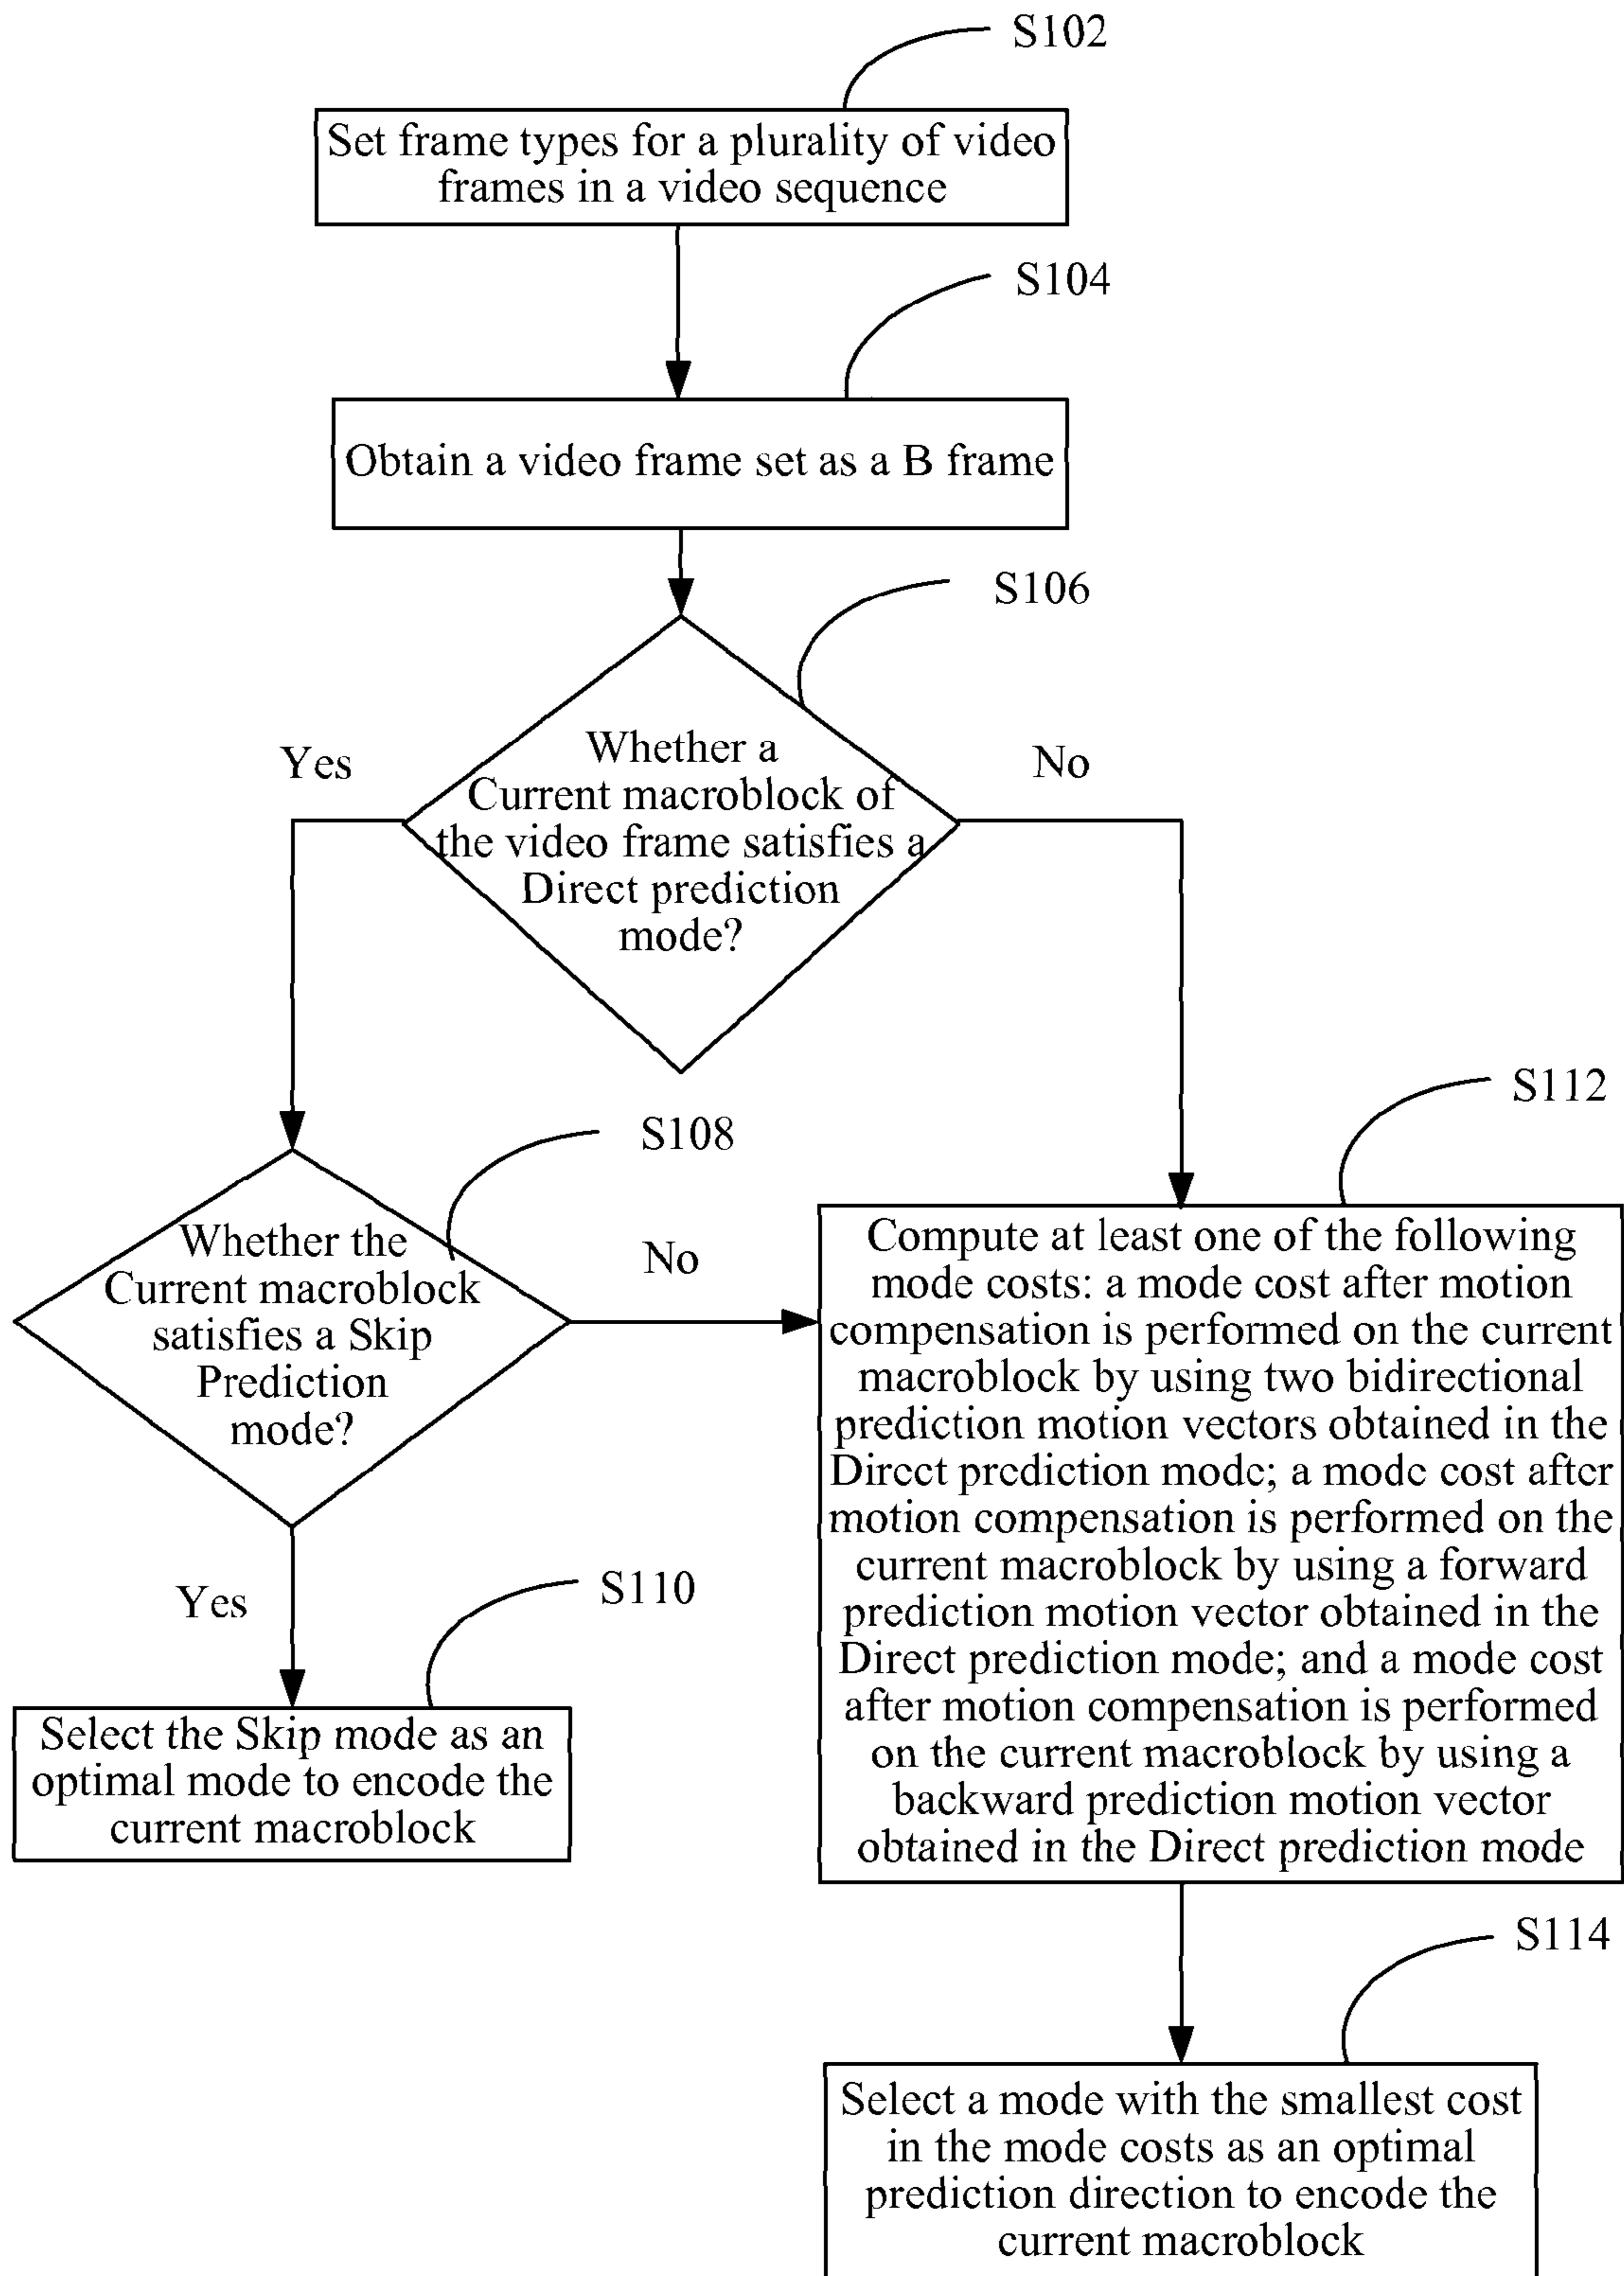 S102
Set frame types for a plurality of video
frames in a video sequence
S104
Obtain a video frame set as a B frame
S106
Yes
Whether a
Current macroblock of
the video frame satisfies a
Direct prediction
mode?
No
S108
Whether the
Current macroblock
satisfies a Skip
Prediction
mode?
No
Yes
S110
Select the Skip mode as an
optimal mode to encode the
current macroblock
S112
Compute at least one of the following
mode costs: a mode cost after motion
compensation is performed on the current
macroblock by using two bidirectional
prediction motion vectors obtained in the
Direct prediction mode; a mode cost after
motion compensation is performed on the
current macroblock by using a forward
prediction motion vector obtained in the
Direct prediction mode; and a mode cost
after motion compensation is performed
on the current macroblock by using a
backward prediction motion vector
obtained in the Direct prediction mode
S114
Select a mode with the smallest cost
in the mode costs as an optimal
prediction direction to encode the
current macroblock